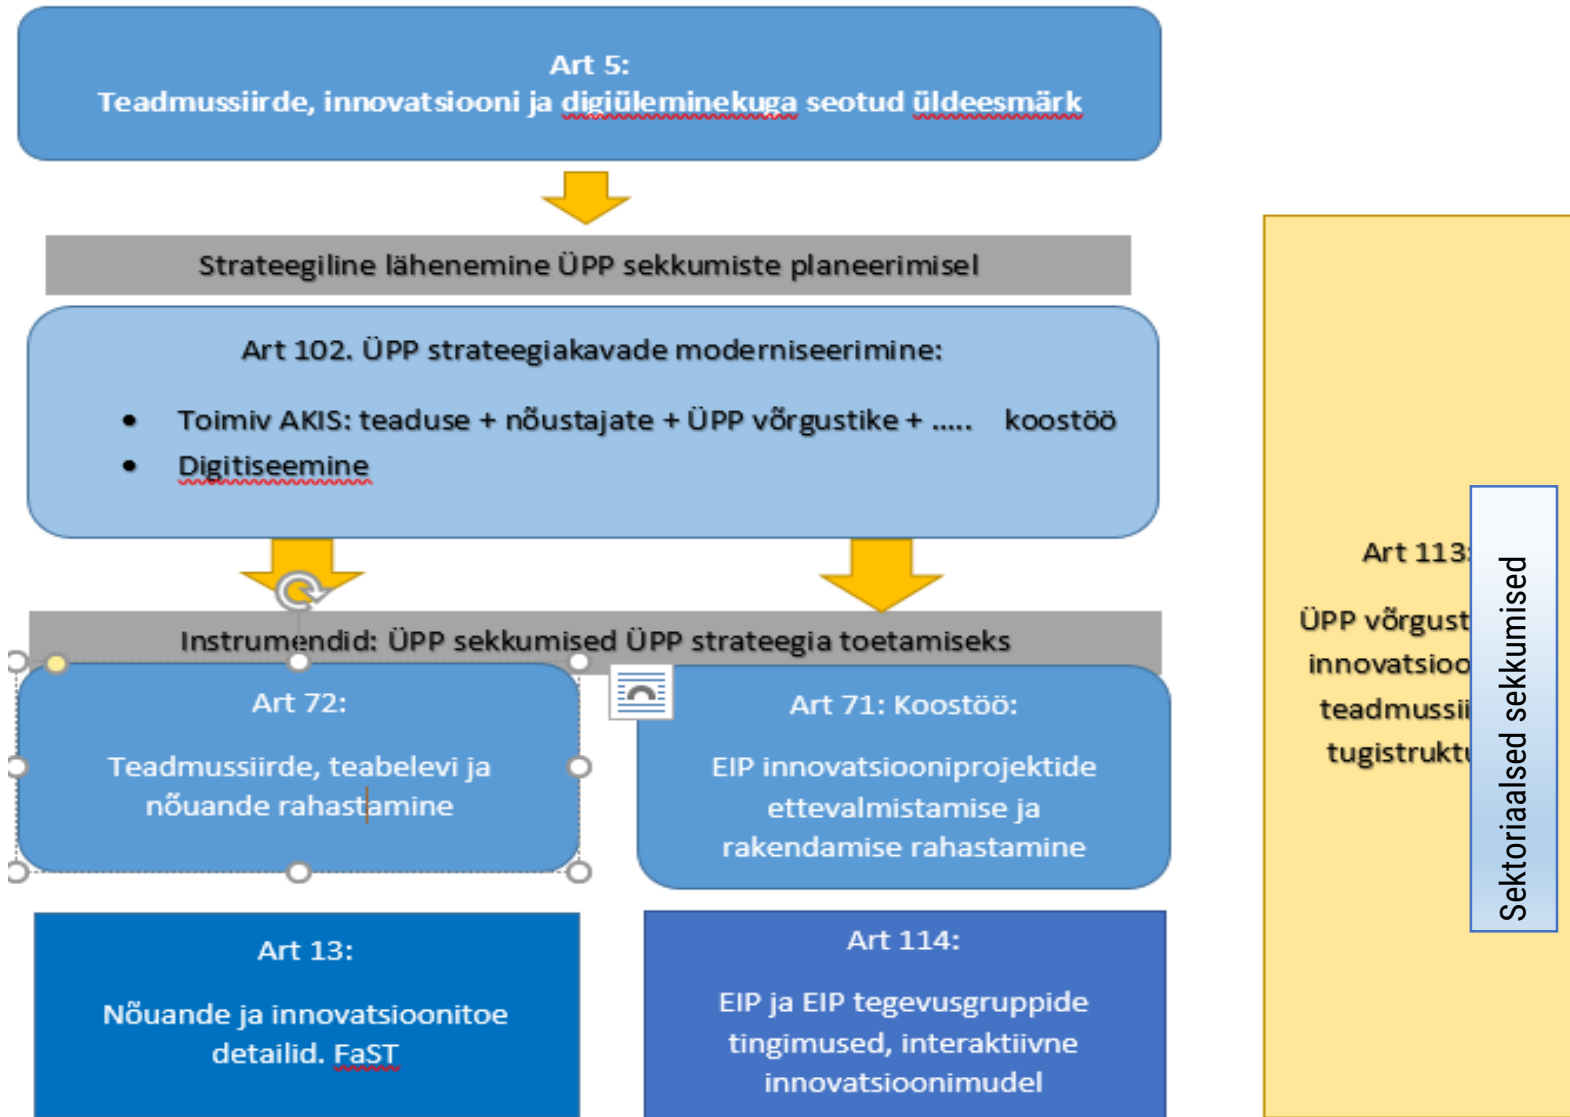 Art 5:
Teadmussiirde, innovatsiooni ja digiüleminekuga seotud üldeesmärk
Strateegiline lähenemine ÜPP sekkumiste planeerimisel
Art 102. ÜPP strateegiakavade moderniseerimine:
• Toimiv AKIS: teaduse + nõustajate + ÜPP võrgustike + ..... koostöö
• Digitiseemine
Instrumendid: ÜPP sekkumised ÜPP strateegia toetamiseks
Art 72:
Teadmussiirde, teabelevi ja
nõuande rahastamine
Art 71: Koostöö:
EIP innovatsiooniprojektide
ettevalmistamise ja
rakendamise rahastamine
Art 13:
Nõuande ja innovatsioonitoe
detailid. FaST
Art 114:
EIP ja EIP tegevusgruppide
tingimused, interaktiivne
innovatsioonimudel
Art 113:
ÜPP
Sektoriaalsed sekkumised